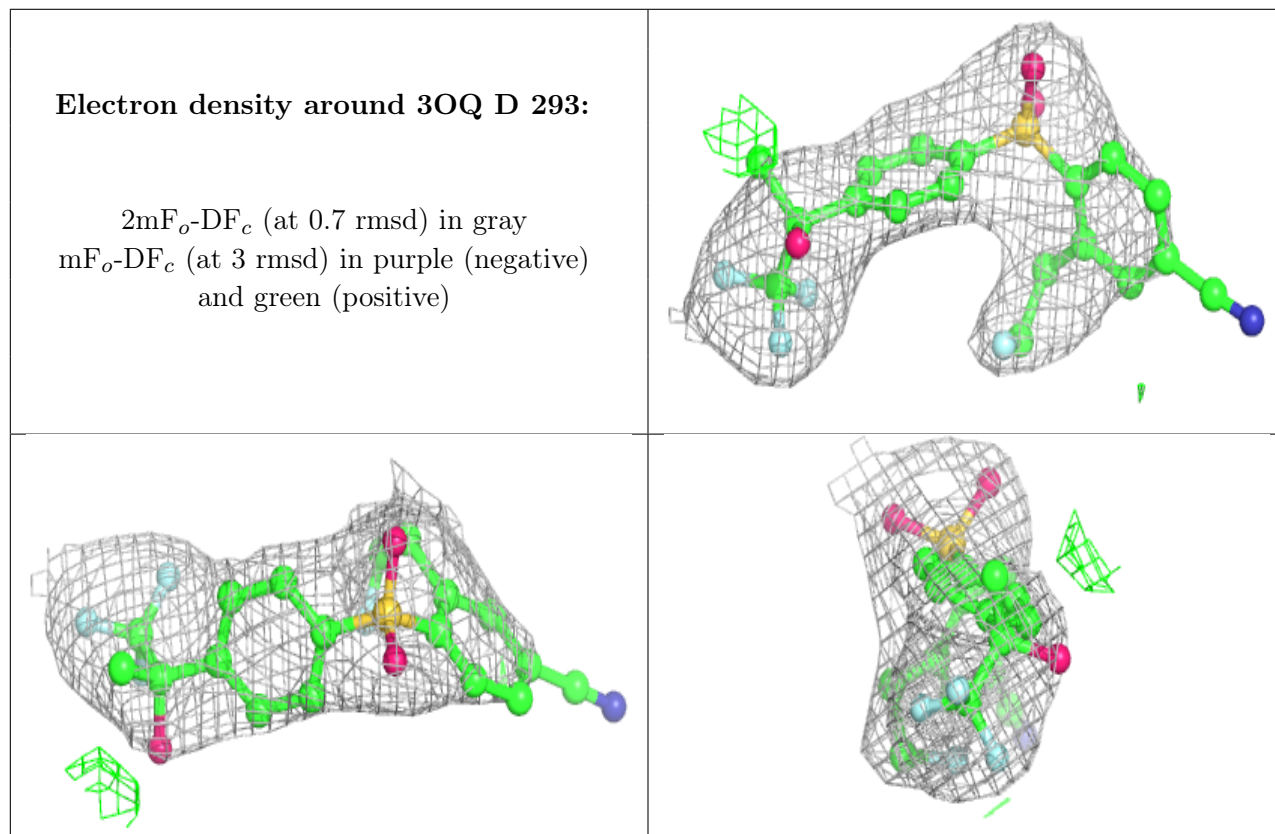 Electron density around 3OQ D 293:
2mFo-DFc (at 0.7 rmsd) in gray
mFo-DFc (at 3 rmsd) in purple (negative)
and green (positive)